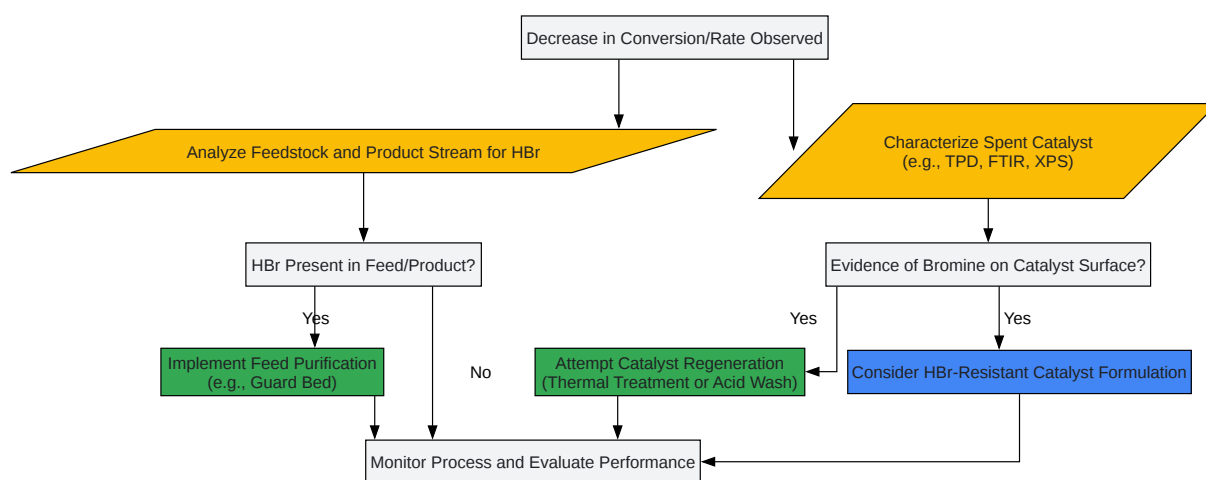 Decrease in Conversion/Rate Observed
Analyze Feedstock and Product Stream for HBr
Characterize Spent Catalyst
(e.g., TPD, FTIR, XPS)
HBr Present in Feed/Product?
Evidence of Bromine on Catalyst Surface?
Yes
Yes
Yes
Implement Feed Purification
(e.g., Guard Bed)
No
Attempt Catalyst Regeneration
(Thermal Treatment or Acid Wash)
Consider HBr-Resistant Catalyst Formulation
Monitor Process and Evaluate Performance